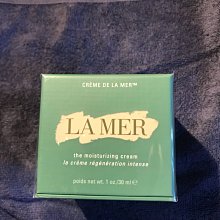 CRÈME DE LA MER™
LA MER
the moisturizing cream
la crème régénération intense
poids net wt. 1 oz./30 ml ℮